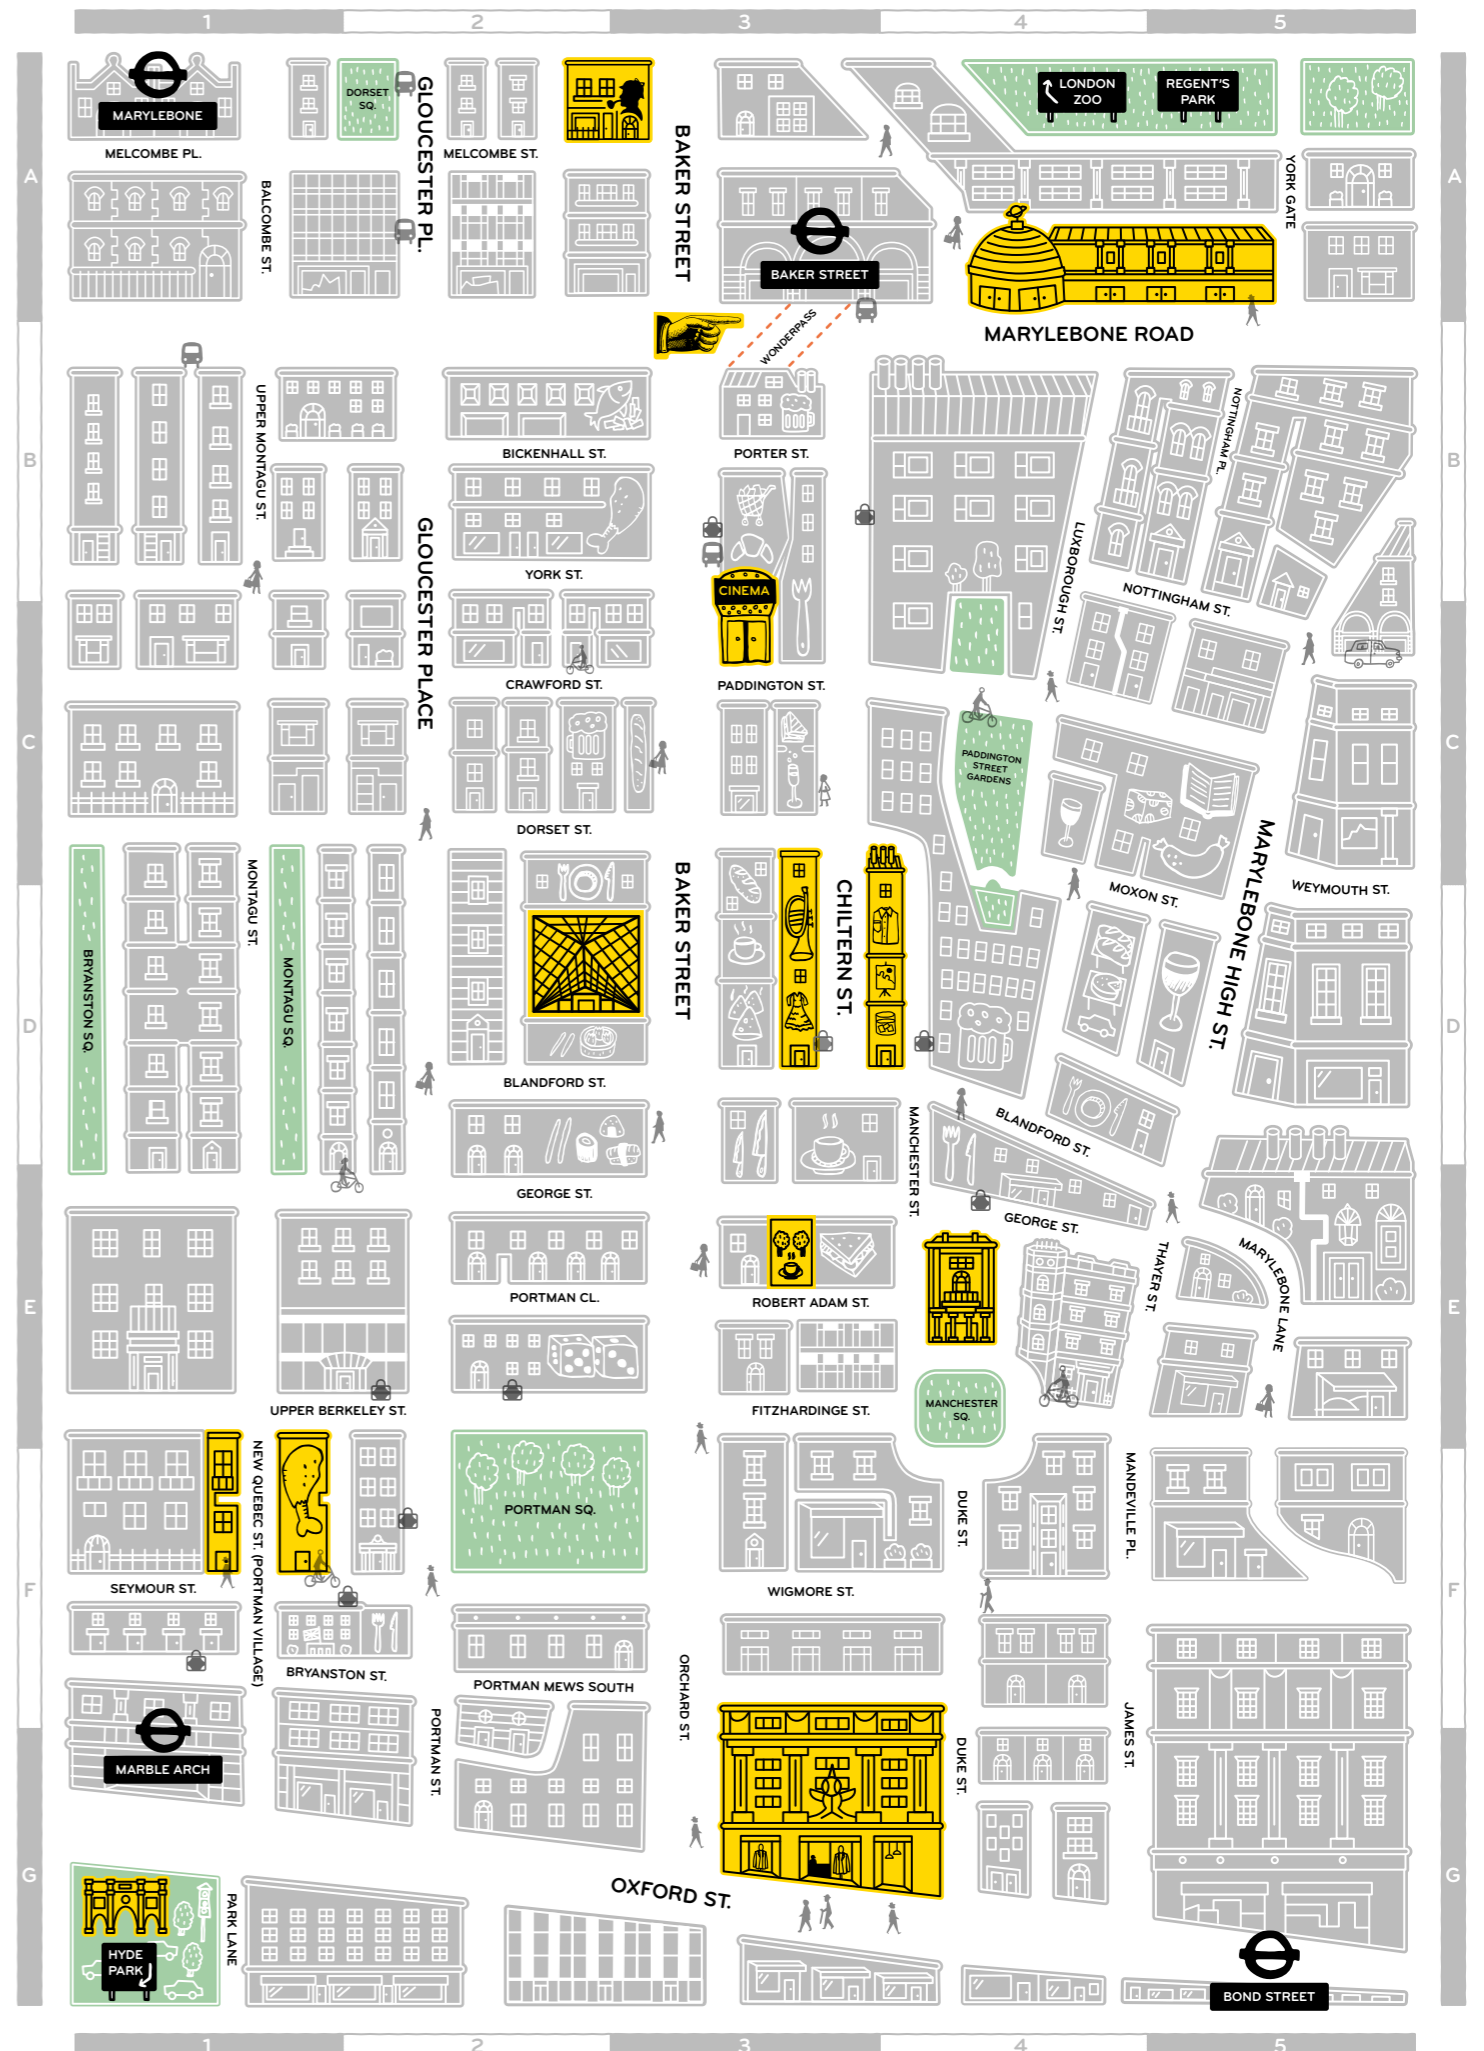 1 2 3 4 5
A
A
MARYLEBONE
DORSET
SQ.
LONDON
ZOO
REGENT'S
PARK
MELCOMBE PL.
MELCOMBE ST.
GLOUCESTER PL.
BAKER STREET
BALCOMBE ST.
YORK GATE
BAKER STREET
WONDERPASS
MARYLEBONE ROAD
B
B
UPPER MONTAGU ST.
BICKENHALL ST.
PORTER ST.
NOTTINGHAM PL.
GLOUCESTER PLACE
YORK ST.
LUXBOROUGH ST.
CINEMA
NOTTINGHAM ST.
CRAWFORD ST.
PADDINGTON ST.
C
C
PADDINGTON
STREET
GARDENS
DORSET ST.
MARYLEBONE HIGH ST.
MONTAGU ST.
BAKER STREET
CHILTERN ST.
MOXON ST.
WEYMOUTH ST.
BRYANSTON SQ.
MONTAGU SQ.
D
D
BLANDFORD ST.
MANCHESTER ST.
BLANDFORD ST.
GEORGE ST.
GEORGE ST.
THAYER ST.
MARYLEBONE LANE
PORTMAN CL.
ROBERT ADAM ST.
E
E
UPPER BERKELEY ST.
FITZHARDINGE ST.
MANCHESTER
SQ.
NEW QUEBEC ST. (PORTMAN VILLAGE)
PORTMAN SQ.
DUKE ST.
MANDEVILLE PL.
SEYMOUR ST.
WIGMORE ST.
F
F
BRYANSTON ST.
PORTMAN MEWS SOUTH
ORCHARD ST.
PORTMAN ST.
DUKE ST.
JAMES ST.
MARBLE ARCH
G
G
OXFORD ST.
PARK LANE
HYDE
PARK
BOND STREET
1 2 3 4 5